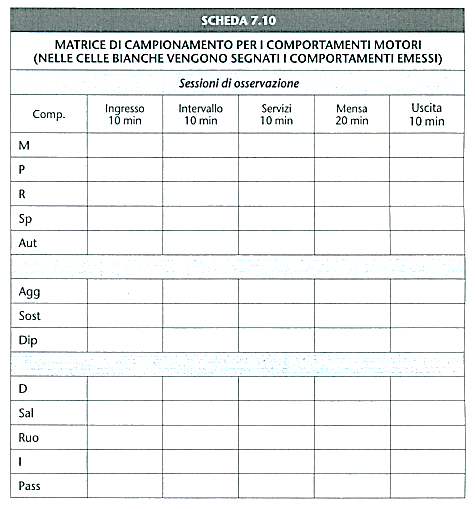 SCHEDA 7.10
MATRICE DI CAMPIONAMENTO PER I COMPORTAMENTI MOTORI
(NELLE CELLE BIANCHE VENGONO SEGNATI I COMPORTAMENTI EMESSI)
Sessioni di osservazione
Comp. Ingresso 10 min Intervallo 10 min Servizi 10 min Mensa 20 min Uscita 10 min
M
P
R
Sp
Aut
Agg
Sost
Dip
D
Sal
Ruo
I
Pass